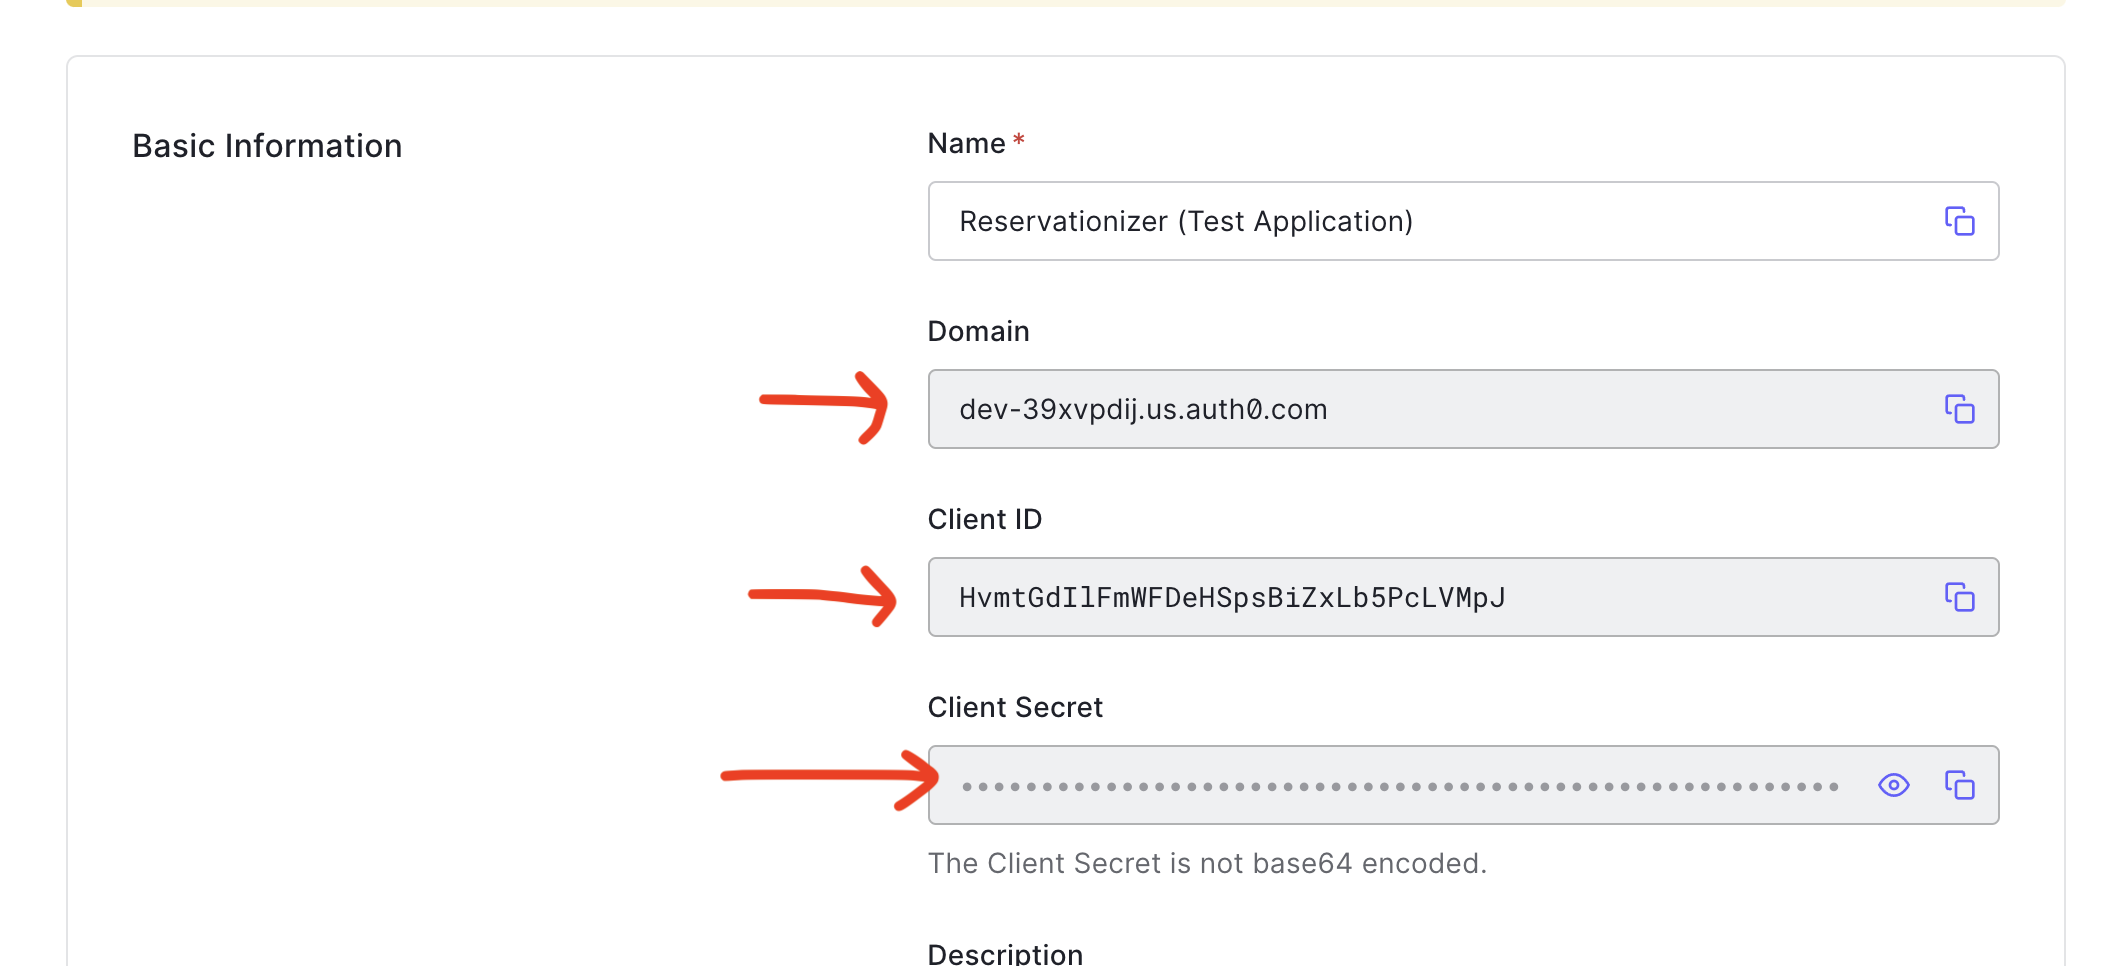 Basic Information
Name *
Reservationizer (Test Application)
Domain
dev-39xvpdij.us.auth0.com
Client ID
HvmtGdIlFmWFDeHSpsBiZxLb5PcLVMpJ
Client Secret
•••••••••••••••••••••••••••••••••••••••••••••••••••••••
The Client Secret is not base64 encoded.
Description